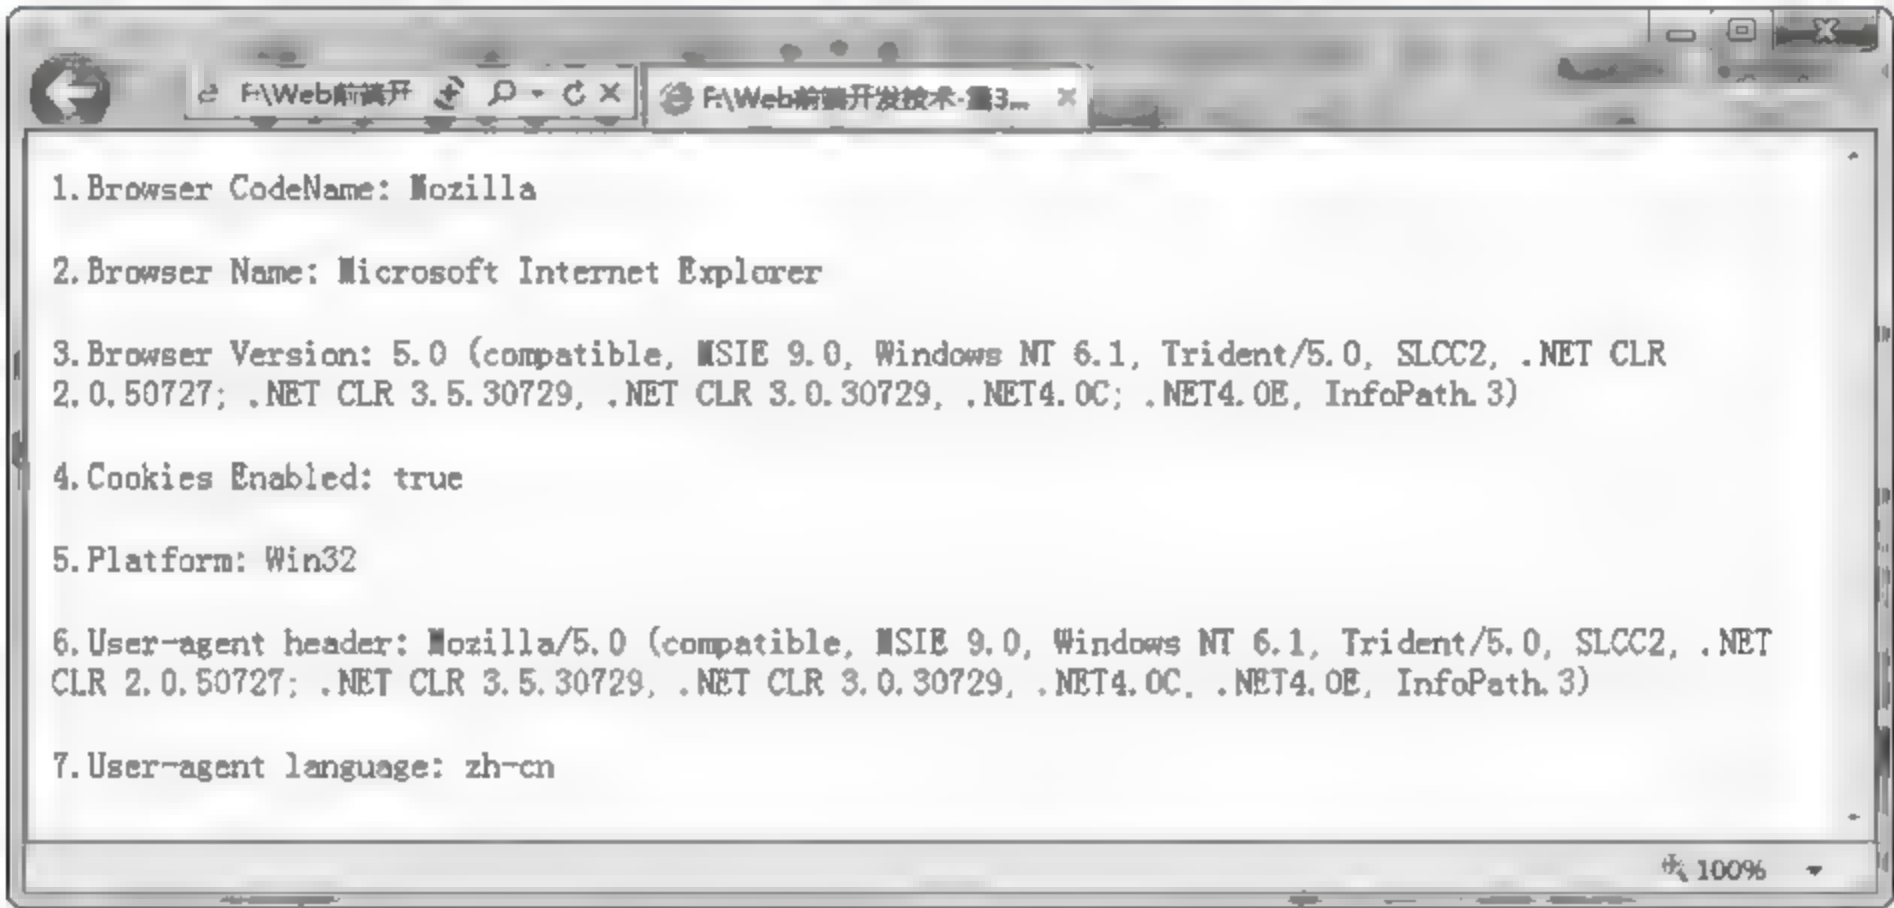 F:\Web前端开
F:\Web前端开发技术-第3...
1.Browser CodeName: Mozilla
2.Browser Name: Microsoft Internet Explorer
3.Browser Version: 5.0 (compatible, MSIE 9.0, Windows NT 6.1, Trident/5.0, SLCC2, .NET CLR
2.0.50727; .NET CLR 3.5.30729, .NET CLR 3.0.30729, .NET4.0C; .NET4.0E, InfoPath.3)
4.Cookies Enabled: true
5.Platform: Win32
6.User-agent header: Mozilla/5.0 (compatible, MSIE 9.0, Windows NT 6.1, Trident/5.0, SLCC2, .NET
CLR 2.0.50727; .NET CLR 3.5.30729, .NET CLR 3.0.30729, .NET4.0C, .NET4.0E, InfoPath.3)
7.User-agent language: zh-cn
100%